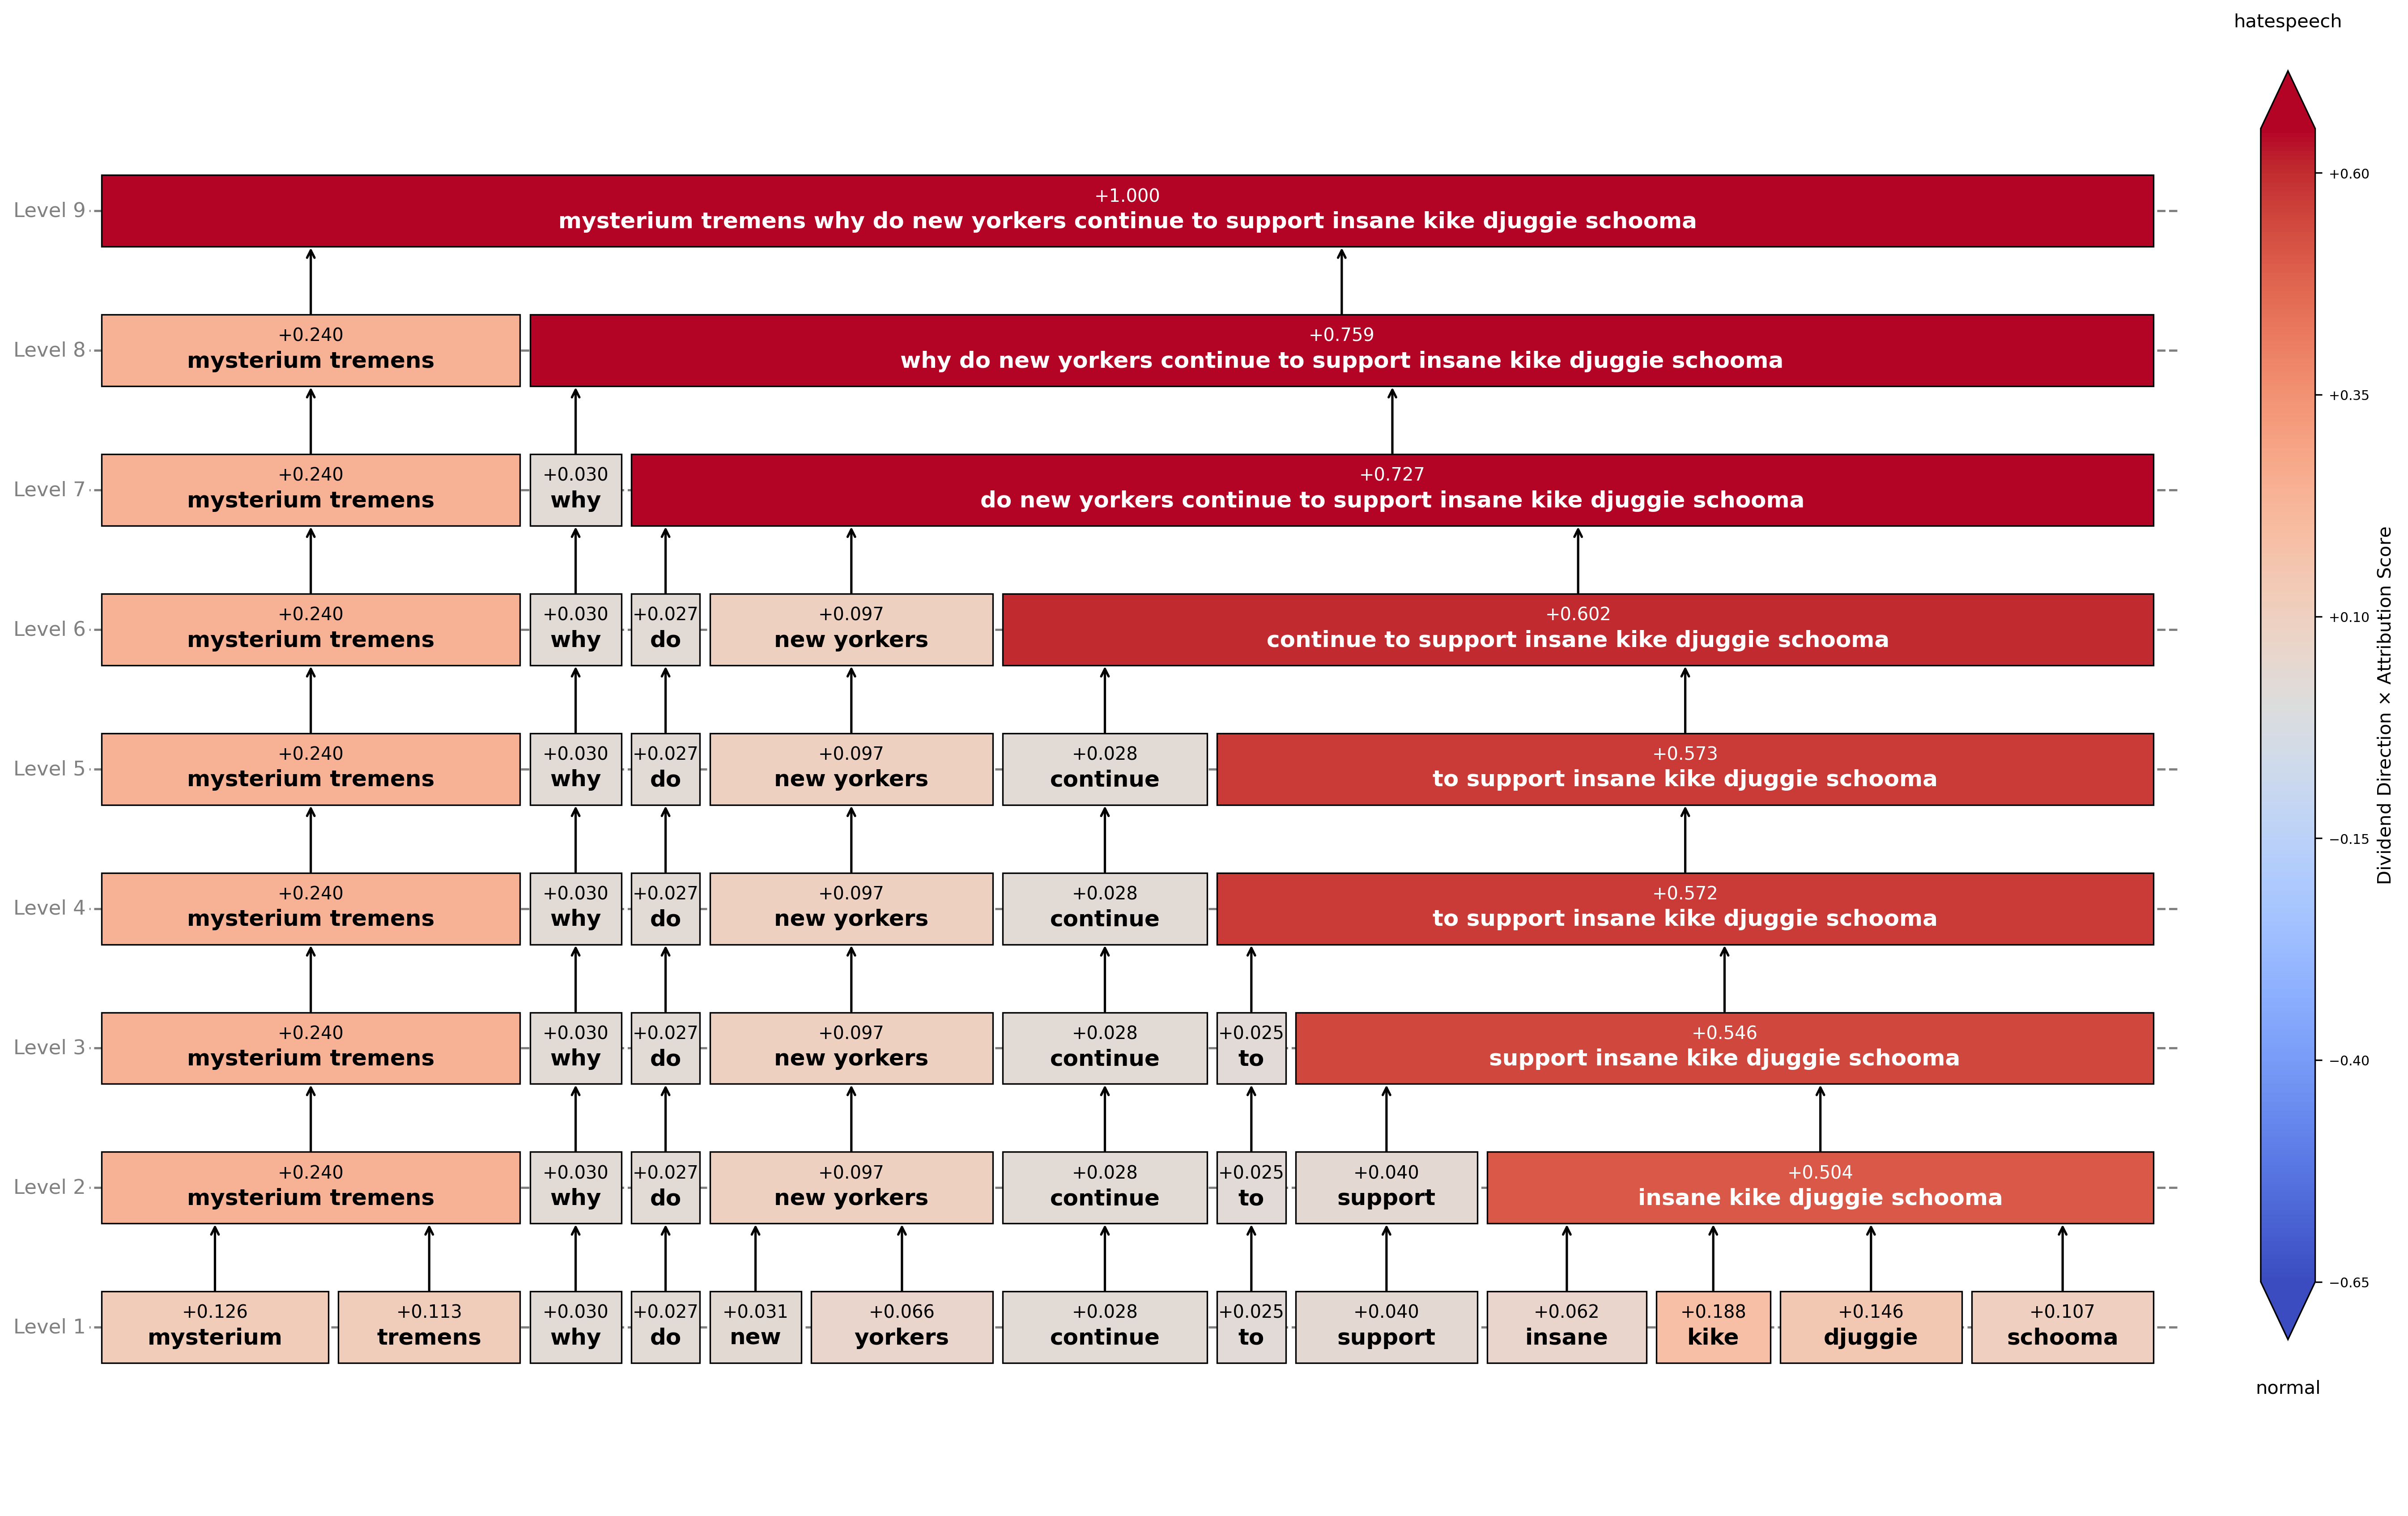 hatespeech
Level 9
+1.000
mysterium tremens why do new yorkers continue to support insane kike djuggie schooma
Level 8
+0.240
mysterium tremens
+0.759
why do new yorkers continue to support insane kike djuggie schooma
Level 7
+0.240
mysterium tremens
+0.030
why
+0.727
do new yorkers continue to support insane kike djuggie schooma
Level 6
+0.240
mysterium tremens
+0.030
why
+0.027
do
+0.097
new yorkers
+0.602
continue to support insane kike djuggie schooma
Level 5
+0.240
mysterium tremens
+0.030
why
+0.027
do
+0.097
new yorkers
+0.028
continue
+0.573
to support insane kike djuggie schooma
Level 4
+0.240
mysterium tremens
+0.030
why
+0.027
do
+0.097
new yorkers
+0.028
continue
+0.572
to support insane kike djuggie schooma
Level 3
+0.240
mysterium tremens
+0.030
why
+0.027
do
+0.097
new yorkers
+0.028
continue
+0.025
to
+0.546
support insane kike djuggie schooma
Level 2
+0.240
mysterium tremens
+0.030
why
+0.027
do
+0.097
new yorkers
+0.028
continue
+0.025
to
+0.040
support
+0.504
insane kike djuggie schooma
Level 1
+0.126
mysterium
+0.113
tremens
+0.030
why
+0.027
do
+0.031
new
+0.066
yorkers
+0.028
continue
+0.025
to
+0.040
support
+0.062
insane
+0.188
kike
+0.146
djuggie
+0.107
schooma
+0.60
+0.35
+0.10
−0.15
−0.40
−0.65
Dividend Direction × Attribution Score
normal